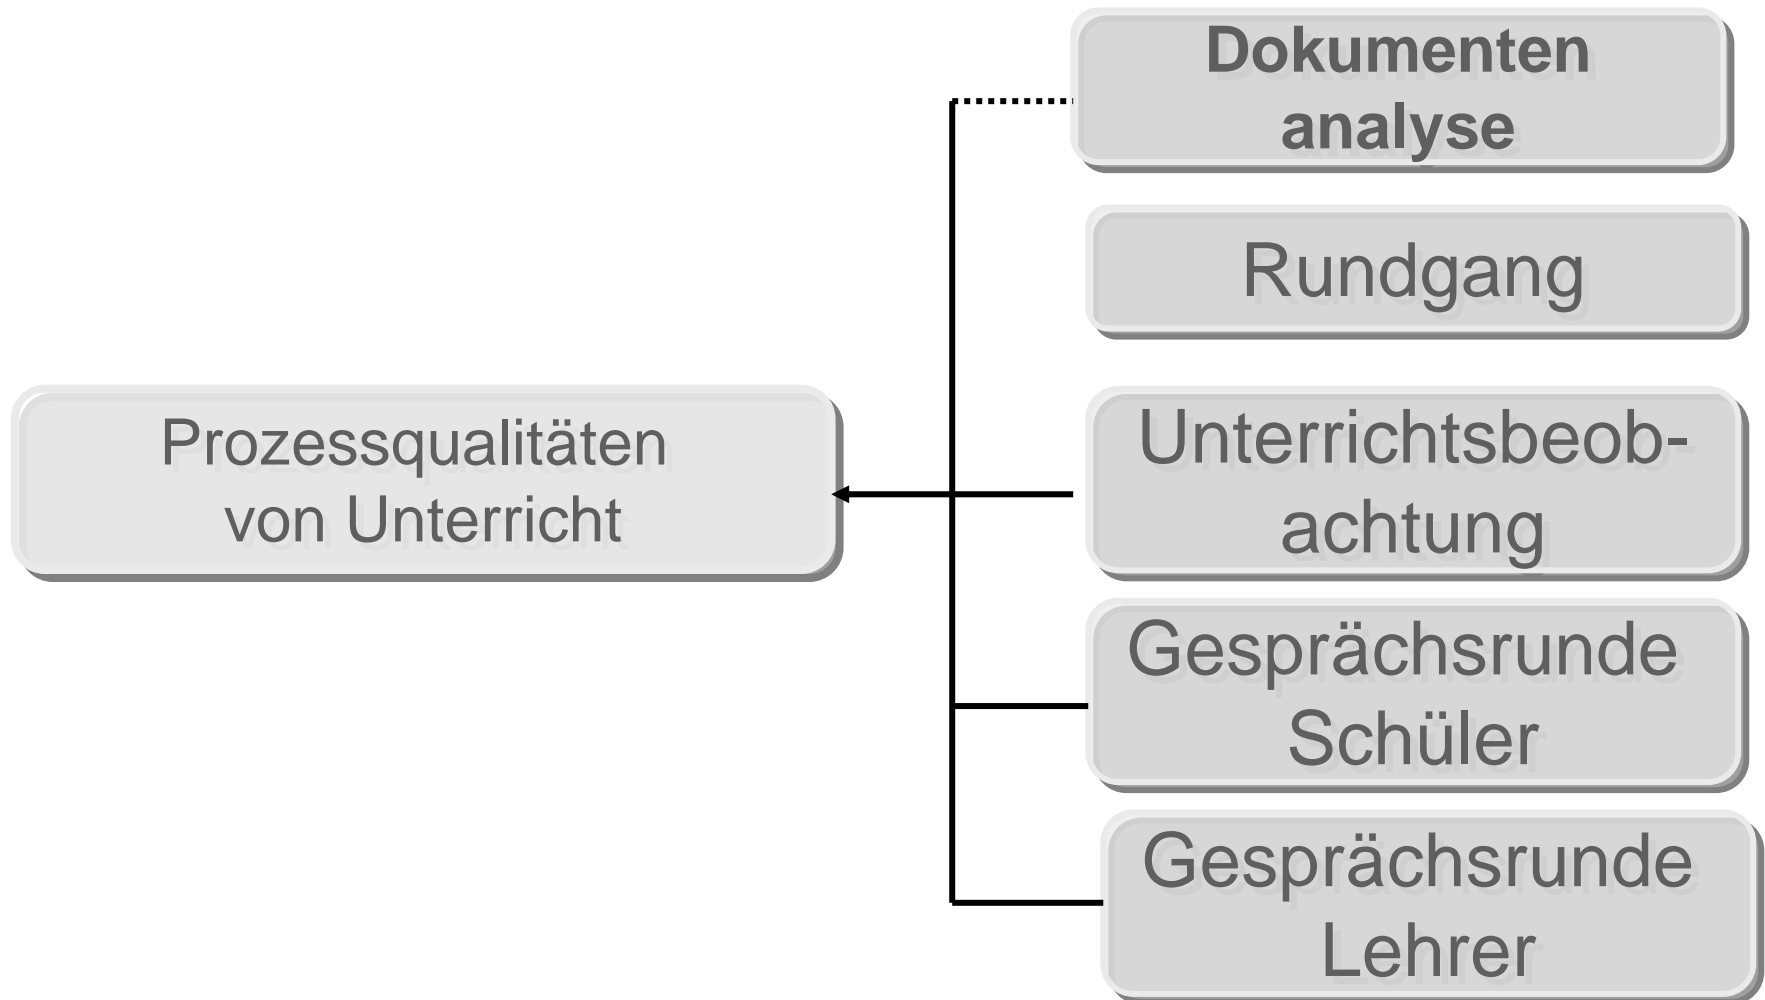 Dokumenten
analyse
Rundgang
Prozessqualitäten
von Unterricht
Unterrichtsbeob-
achtung
Gesprächsrunde
Schüler
Gesprächsrunde
Lehrer